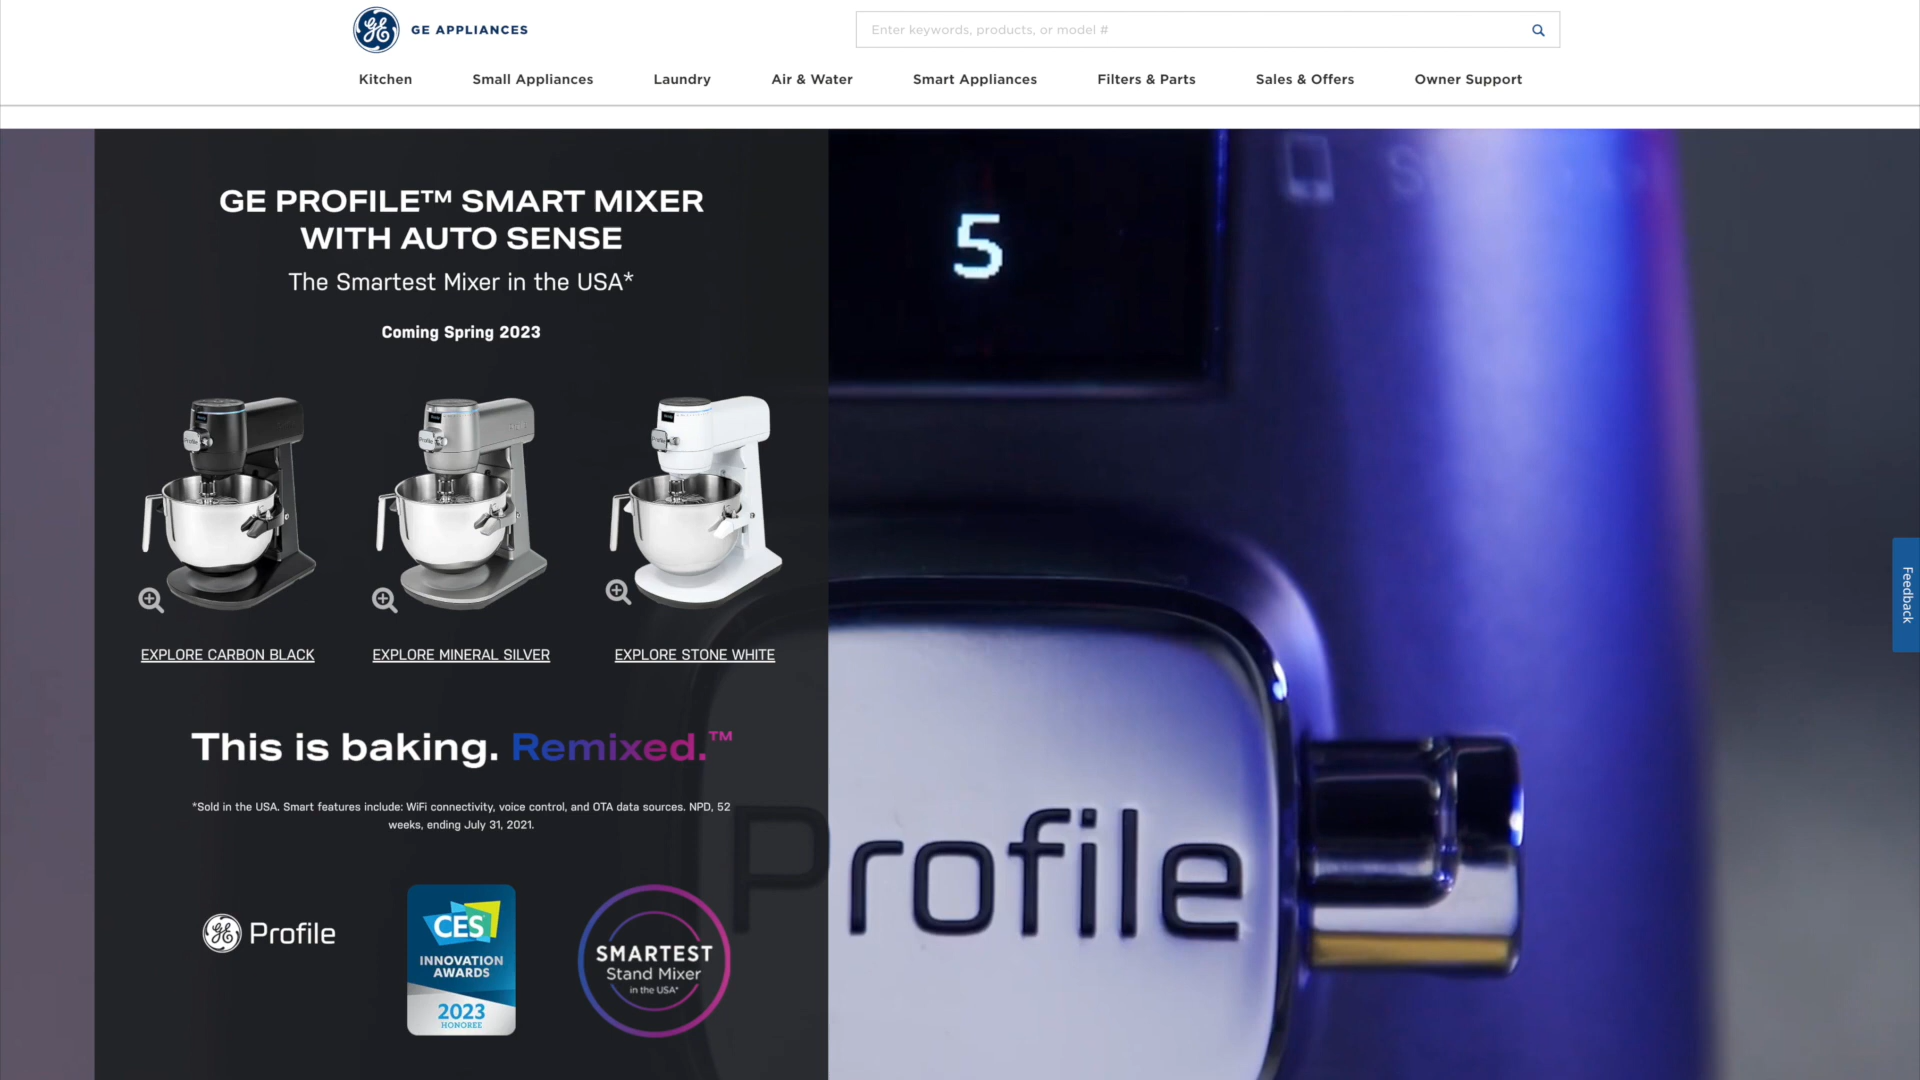 GE APPLIANCES
Enter keywords, products, or model #
Kitchen
Small Appliances
Laundry
Air & Water
Smart Appliances
Filters & Parts
Sales & Offers
Owner Support
GE PROFILE™ SMART MIXER
WITH AUTO SENSE
The Smartest Mixer in the USA*
Coming Spring 2023
EXPLORE CARBON BLACK
EXPLORE MINERAL SILVER
EXPLORE STONE WHITE
This is baking. Remixed.™
*Sold in the USA. Smart features include: WiFi connectivity, voice control, and OTA data sources. NPD, 52
weeks, ending July 31, 2021.
GE Profile
CES
INNOVATION
AWARDS
2023
HONOREE
SMARTEST
Stand Mixer
in the USA*
5
Profile
Feedback